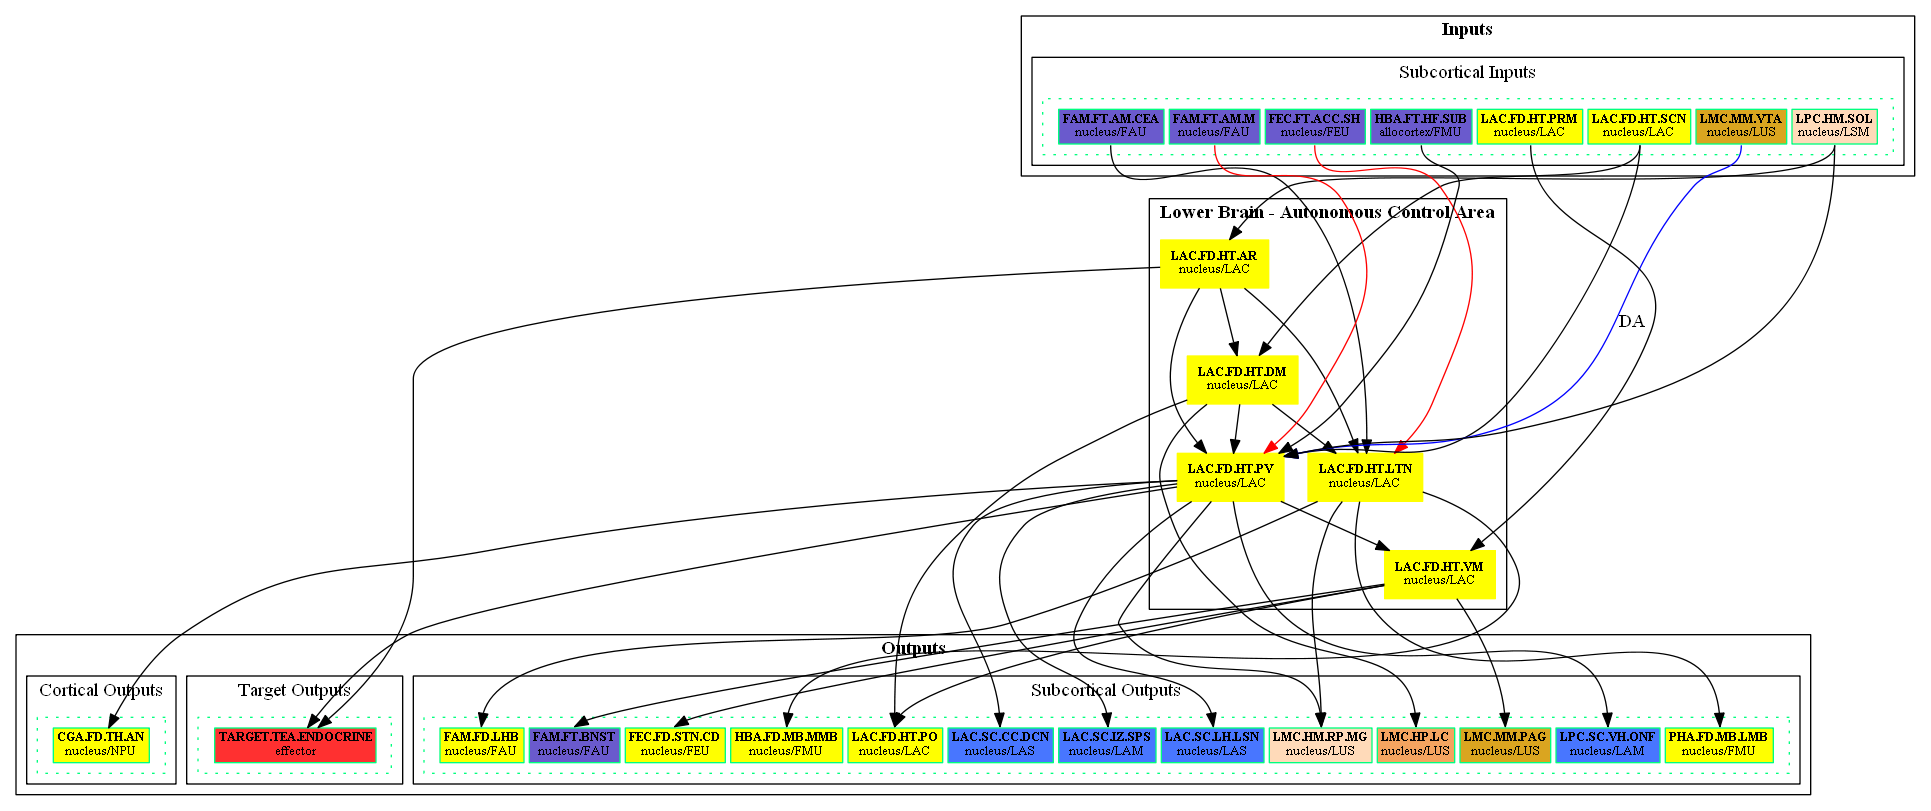 Inputs
Subcortical Inputs
FAM.FT.AM.CEA
nucleus/FAU
FAM.FT.AM.M
nucleus/FAU
FEC.FT.ACC.SH
nucleus/FEU
HBA.FT.HF.SUB
allocortex/FMU
LAC.FD.HT.PRM
nucleus/LAC
LAC.FD.HT.SCN
nucleus/LAC
LMC.MM.VTA
nucleus/LUS
LPC.HM.SOL
nucleus/LSM
Lower Brain - Autonomous Control Area
LAC.FD.HT.AR
nucleus/LAC
DA
LAC.FD.HT.DM
nucleus/LAC
LAC.FD.HT.PV
nucleus/LAC
LAC.FD.HT.LTN
nucleus/LAC
LAC.FD.HT.VM
nucleus/LAC
Outputs
Cortical Outputs
CGA.FD.TH.AN
nucleus/NPU
Target Outputs
TARGET.TEA.ENDOCRINE
effector
Subcortical Outputs
FAM.FD.LHB
nucleus/FAU
FAM.FT.BNST
nucleus/FAU
FEC.FD.STN.CD
nucleus/FEU
HBA.FD.MB.MMB
nucleus/FMU
LAC.FD.HT.PO
nucleus/LAC
LAC.SC.CC.DCN
nucleus/LAS
LAC.SC.IZ.SPS
nucleus/LAM
LAC.SC.LH.LSN
nucleus/LAS
LMC.HM.RP.MG
nucleus/LUS
LMC.HP.LC
nucleus/LUS
LMC.MM.PAG
nucleus/LUS
LPC.SC.VH.ONF
nucleus/LAM
PHA.FD.MB.LMB
nucleus/FMU